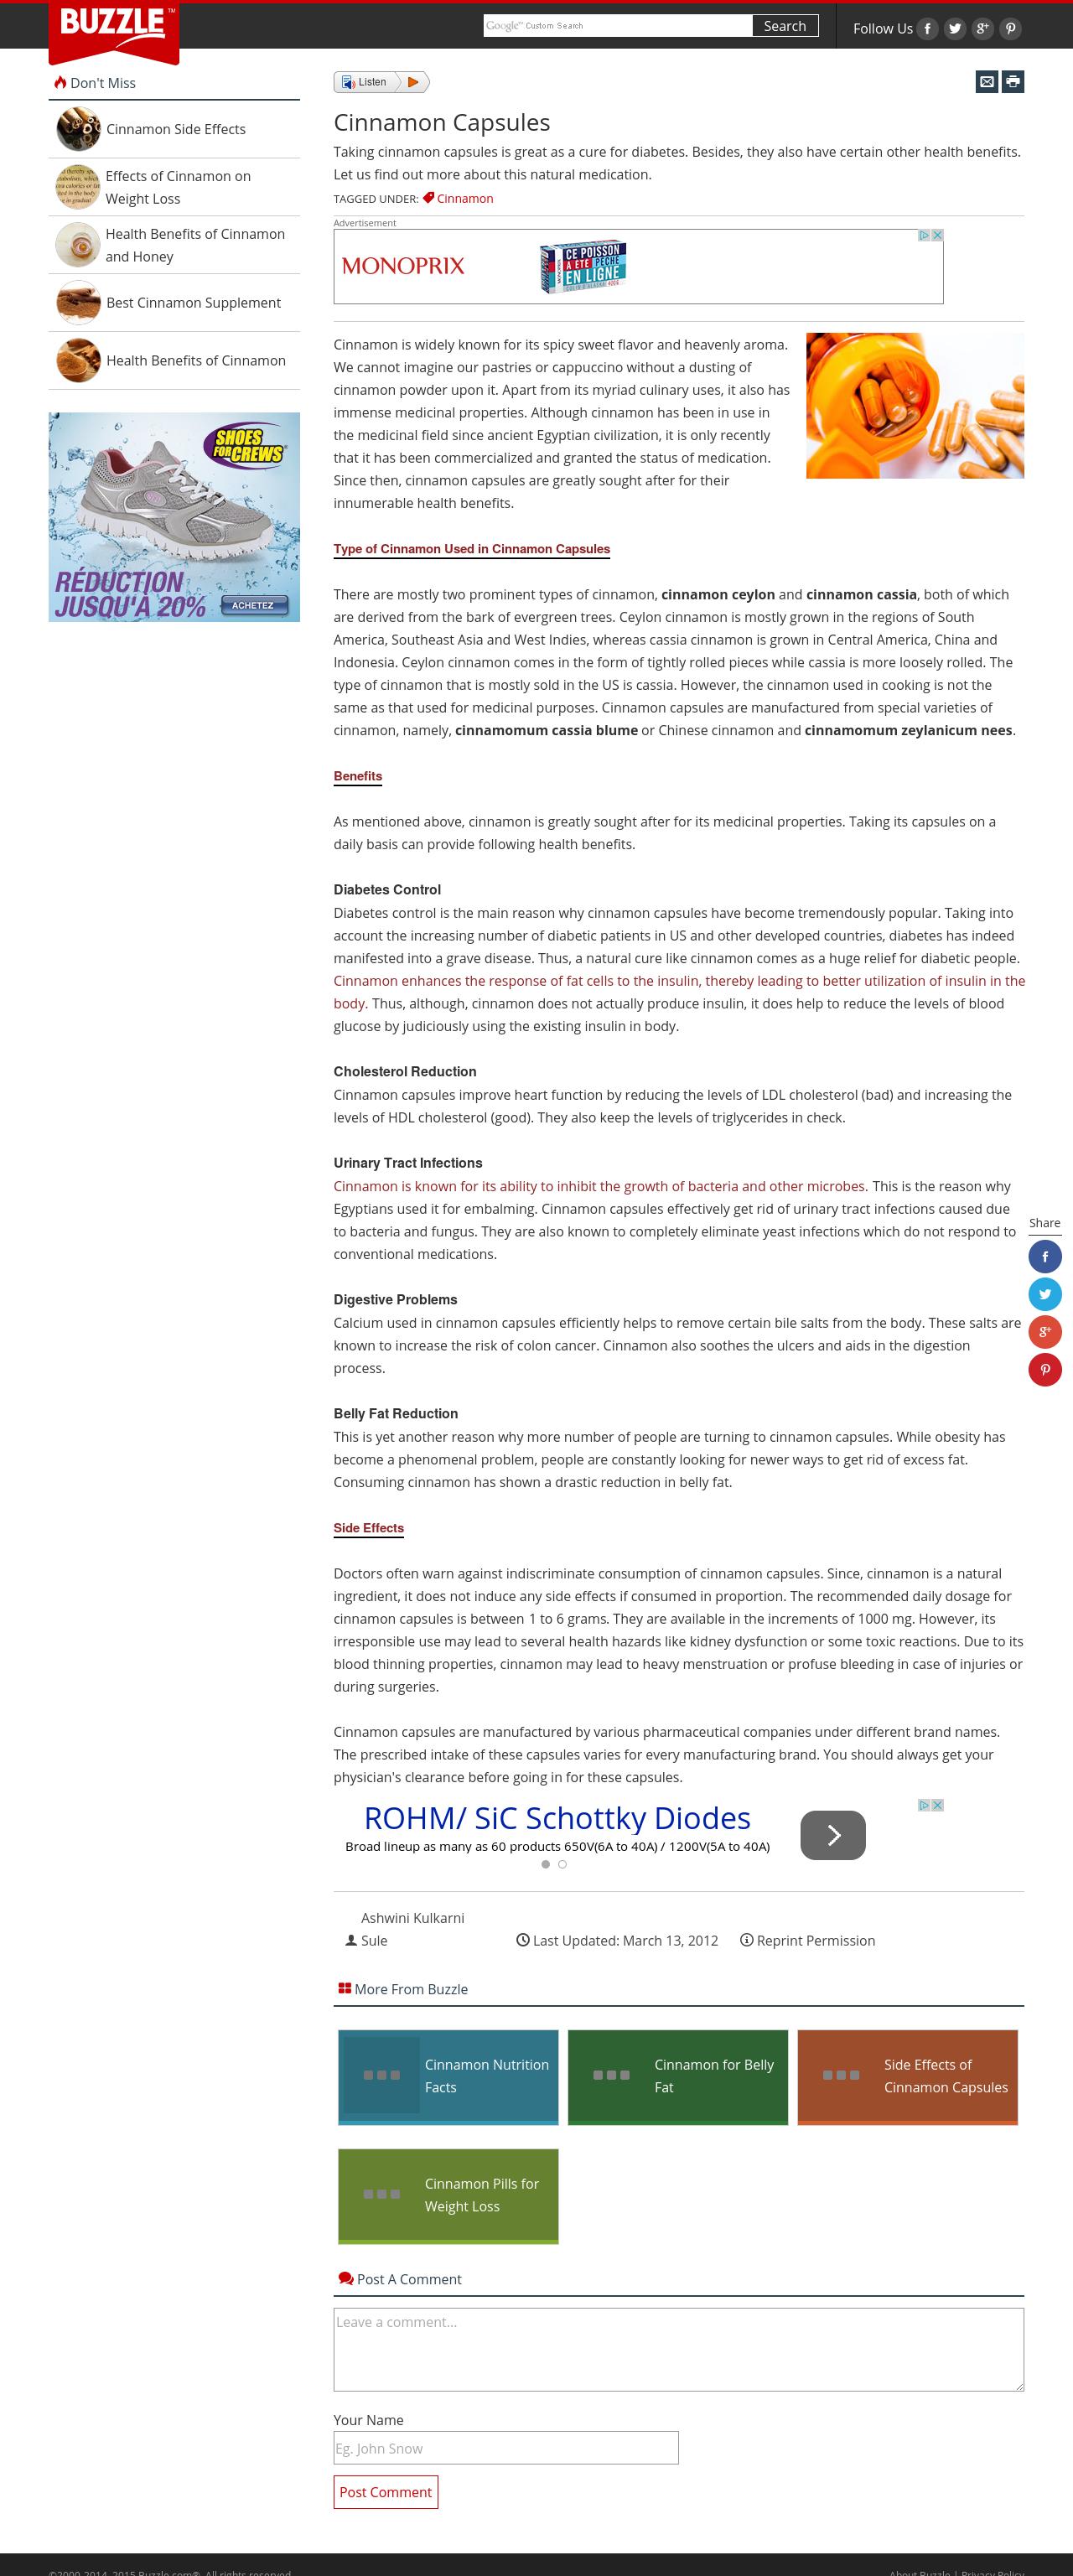 BUZZLE™
Google™ Custom Search
Search
Follow Us
Don't Miss
Cinnamon Side Effects
Effects of Cinnamon on
Weight Loss
Health Benefits of Cinnamon
and Honey
Best Cinnamon Supplement
Health Benefits of Cinnamon
SHOES
FOR CREWS
RÉDUCTION
JUSQU'À 20%
ACHETEZ
Listen
Cinnamon Capsules
Taking cinnamon capsules is great as a cure for diabetes. Besides, they also have certain other health benefits.
Let us find out more about this natural medication.
TAGGED UNDER: Cinnamon
Advertisement
MONOPRIX
CE POISSON
A ÉTÉ PÊCHÉ
EN LIGNE
Cinnamon is widely known for its spicy sweet flavor and heavenly aroma.
We cannot imagine our pastries or cappuccino without a dusting of
cinnamon powder upon it. Apart from its myriad culinary uses, it also has
immense medicinal properties. Although cinnamon has been in use in
the medicinal field since ancient Egyptian civilization, it is only recently
that it has been commercialized and granted the status of medication.
Since then, cinnamon capsules are greatly sought after for their
innumerable health benefits.
Type of Cinnamon Used in Cinnamon Capsules
There are mostly two prominent types of cinnamon, cinnamon ceylon and cinnamon cassia, both of which
are derived from the bark of evergreen trees. Ceylon cinnamon is mostly grown in the regions of South
America, Southeast Asia and West Indies, whereas cassia cinnamon is grown in Central America, China and
Indonesia. Ceylon cinnamon comes in the form of tightly rolled pieces while cassia is more loosely rolled. The
type of cinnamon that is mostly sold in the US is cassia. However, the cinnamon used in cooking is not the
same as that used for medicinal purposes. Cinnamon capsules are manufactured from special varieties of
cinnamon, namely, cinnamomum cassia blume or Chinese cinnamon and cinnamomum zeylanicum nees.
Benefits
As mentioned above, cinnamon is greatly sought after for its medicinal properties. Taking its capsules on a
daily basis can provide following health benefits.
Diabetes Control
Diabetes control is the main reason why cinnamon capsules have become tremendously popular. Taking into
account the increasing number of diabetic patients in US and other developed countries, diabetes has indeed
manifested into a grave disease. Thus, a natural cure like cinnamon comes as a huge relief for diabetic people.
Cinnamon enhances the response of fat cells to the insulin, thereby leading to better utilization of insulin in the
body. Thus, although, cinnamon does not actually produce insulin, it does help to reduce the levels of blood
glucose by judiciously using the existing insulin in body.
Cholesterol Reduction
Cinnamon capsules improve heart function by reducing the levels of LDL cholesterol (bad) and increasing the
levels of HDL cholesterol (good). They also keep the levels of triglycerides in check.
Urinary Tract Infections
Cinnamon is known for its ability to inhibit the growth of bacteria and other microbes. This is the reason why
Egyptians used it for embalming. Cinnamon capsules effectively get rid of urinary tract infections caused due
to bacteria and fungus. They are also known to completely eliminate yeast infections which do not respond to
conventional medications.
Share
Digestive Problems
Calcium used in cinnamon capsules efficiently helps to remove certain bile salts from the body. These salts are
known to increase the risk of colon cancer. Cinnamon also soothes the ulcers and aids in the digestion
process.
Belly Fat Reduction
This is yet another reason why more number of people are turning to cinnamon capsules. While obesity has
become a phenomenal problem, people are constantly looking for newer ways to get rid of excess fat.
Consuming cinnamon has shown a drastic reduction in belly fat.
Side Effects
Doctors often warn against indiscriminate consumption of cinnamon capsules. Since, cinnamon is a natural
ingredient, it does not induce any side effects if consumed in proportion. The recommended daily dosage for
cinnamon capsules is between 1 to 6 grams. They are available in the increments of 1000 mg. However, its
irresponsible use may lead to several health hazards like kidney dysfunction or some toxic reactions. Due to its
blood thinning properties, cinnamon may lead to heavy menstruation or profuse bleeding in case of injuries or
during surgeries.
Cinnamon capsules are manufactured by various pharmaceutical companies under different brand names.
The prescribed intake of these capsules varies for every manufacturing brand. You should always get your
physician's clearance before going in for these capsules.
ROHM/ SiC Schottky Diodes
Broad lineup as many as 60 products 650V(6A to 40A) / 1200V(5A to 40A)
Ashwini Kulkarni
Sule
Last Updated: March 13, 2012
Reprint Permission
More From Buzzle
Cinnamon Nutrition
Facts
Cinnamon for Belly
Fat
Side Effects of
Cinnamon Capsules
Cinnamon Pills for
Weight Loss
Post A Comment
Leave a comment...
Your Name
Eg. John Snow
Post Comment
©2000-2014, 2015 Buzzle.com®. All rights reserved.
About Buzzle | Privacy Policy